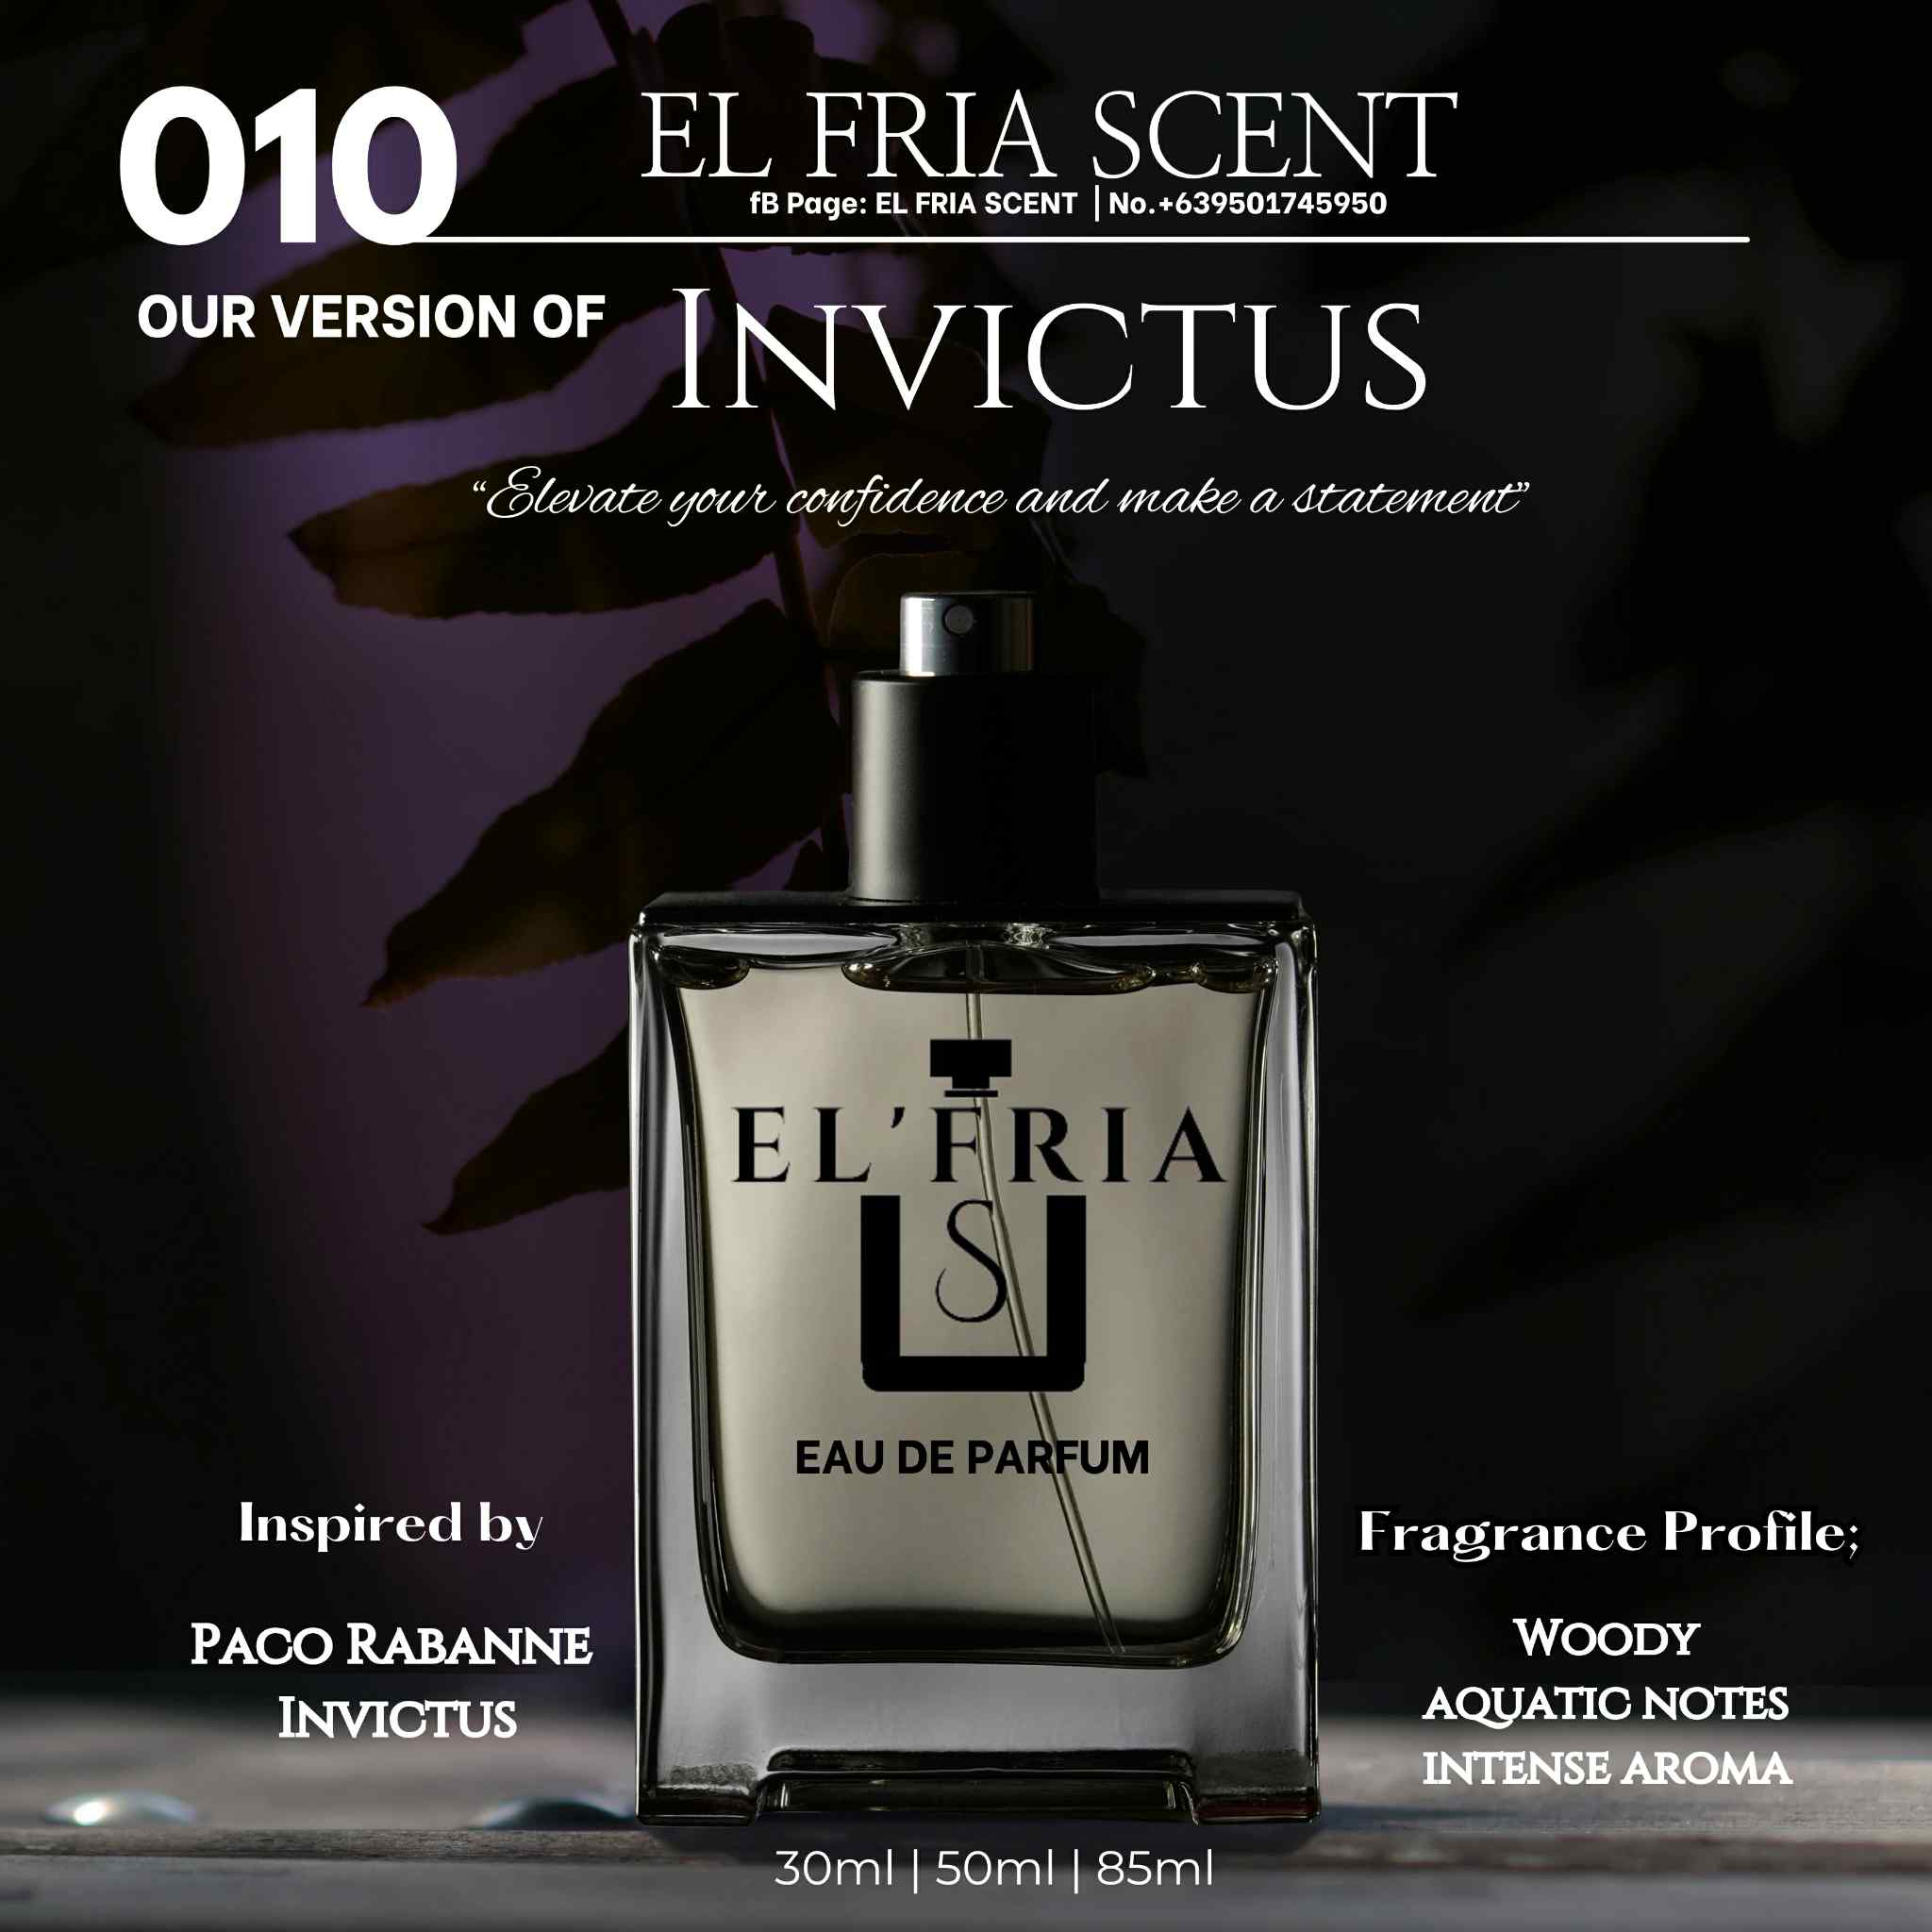 010
EL FRIA SCENT
fB Page: EL FRIA SCENT | No.+639501745950
OUR VERSION OF
INVICTUS
“Elevate your confidence and make a statement”
EL’FRIA
S
EAU DE PARFUM
Inspired by
PACO RABANNE
INVICTUS
Fragrance Profile;
WOODY
AQUATIC NOTES
INTENSE AROMA
30ml | 50ml | 85ml